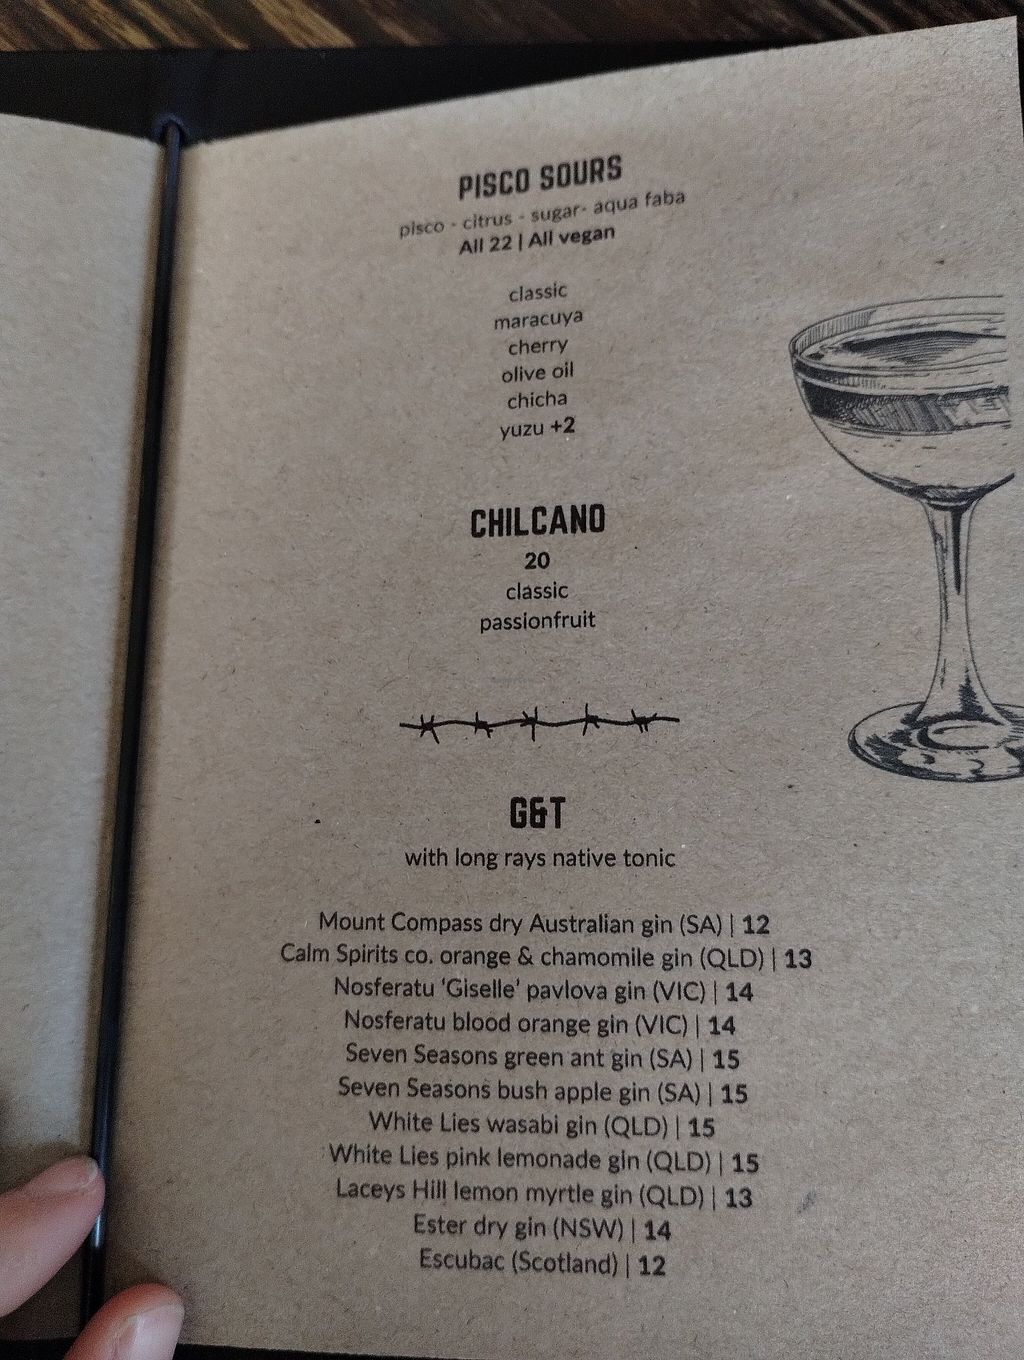 PISCO SOURS
pisco - citrus - sugar- aqua faba
All 22 | All vegan
classic
maracuya
cherry
olive oil
chicha
yuzu +2
CHILCANO
20
classic
passionfruit
G&T
with long rays native tonic
Mount Compass dry Australian gin (SA) | 12
Calm Spirits co. orange & chamomile gin (QLD) | 13
Nosferatu 'Giselle' pavlova gin (VIC) | 14
Nosferatu blood orange gin (VIC) | 14
Seven Seasons green ant gin (SA) | 15
Seven Seasons bush apple gin (SA) | 15
White Lies wasabi gin (QLD) | 15
White Lies pink lemonade gin (QLD) | 15
Laceys Hill lemon myrtle gin (QLD) | 13
Ester dry gin (NSW) | 14
Escubac (Scotland) | 12